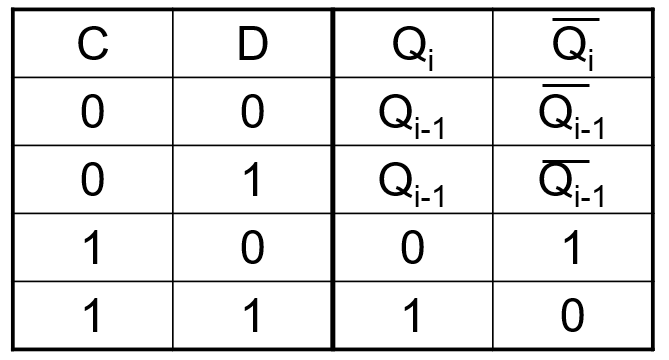 C D Qᵢ Q̅ᵢ
0 0 Qᵢ₋₁ Q̅ᵢ₋₁
0 1 Qᵢ₋₁ Q̅ᵢ₋₁
1 0 0 1
1 1 1 0